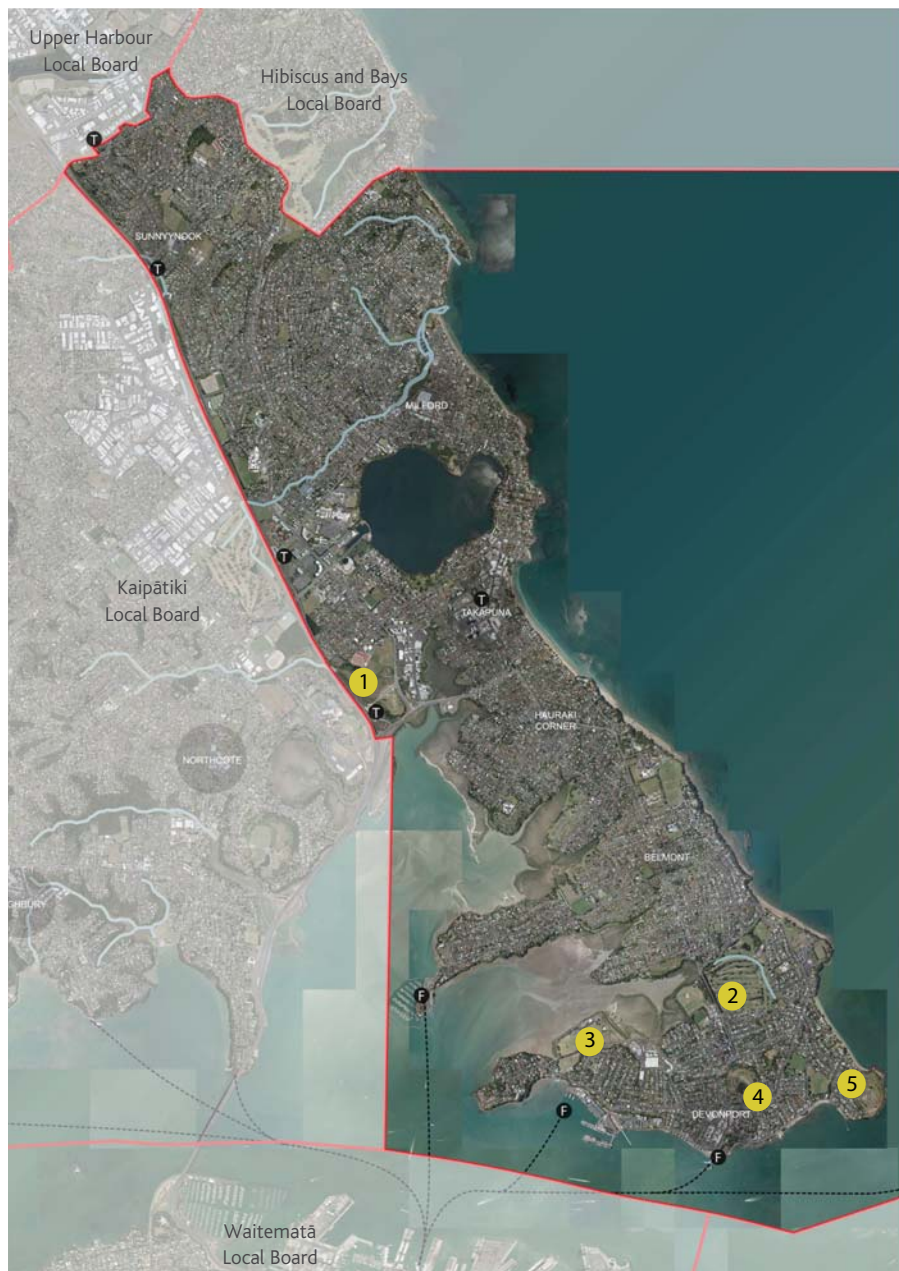 Upper Harbour
Local Board
Hibiscus and Bays
Local Board
T
SUNNYNOOK
T
MILFORD
Kaipātiki
Local Board
T
T
TAKAPUNA
1
T
HAURAKI
CORNER
NORTHCOTE
BELMONT
GHBURY
F
2
3
4
5
F
DEVONPORT
F
Waitematā
Local Board